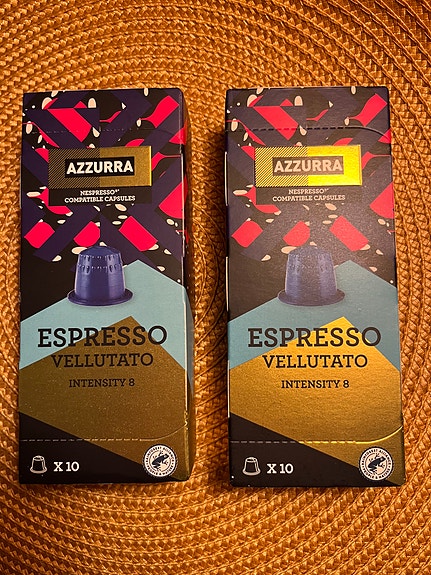 AZZURRA
NESPRESSO®*
COMPATIBLE CAPSULES
ESPRESSO
VELLUTATO
INTENSITY 8
X 10
AZZURRA
NESPRESSO®*
COMPATIBLE CAPSULES
ESPRESSO
VELLUTATO
INTENSITY 8
X 10